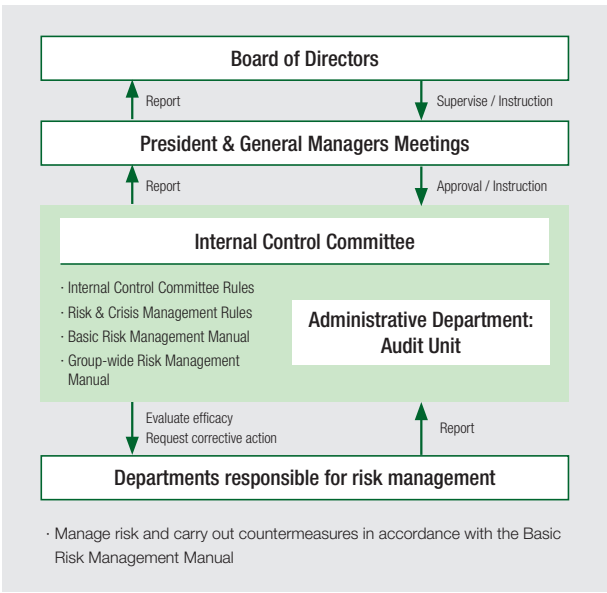 Board of Directors
Report
Supervise / Instruction
President & General Managers Meetings
Report
Approval / Instruction
Internal Control Committee
· Internal Control Committee Rules
· Risk & Crisis Management Rules
· Basic Risk Management Manual
· Group-wide Risk Management
Manual
Administrative Department:
Audit Unit
Evaluate efficacy
Request corrective action
Report
Departments responsible for risk management
· Manage risk and carry out countermeasures in accordance with the Basic
Risk Management Manual